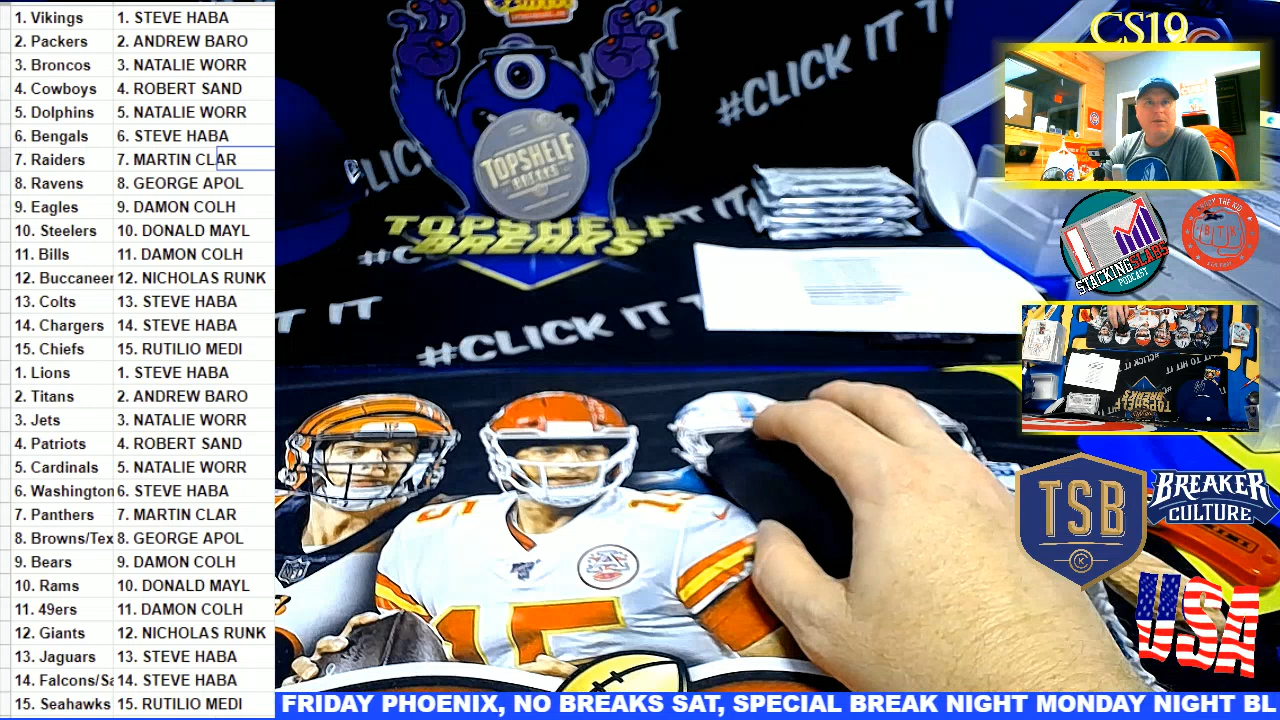 1. Vikings 1. STEVE HABA
2. Packers 2. ANDREW BARO
3. Broncos 3. NATALIE WORR
4. Cowboys 4. ROBERT SAND
5. Dolphins 5. NATALIE WORR
6. Bengals 6. STEVE HABA
7. Raiders 7. MARTIN CLAR
8. Ravens 8. GEORGE APOL
9. Eagles 9. DAMON COLH
10. Steelers 10. DONALD MAYL
11. Bills 11. DAMON COLH
12. Buccaneer 12. NICHOLAS RUNK
13. Colts 13. STEVE HABA
14. Chargers 14. STEVE HABA
15. Chiefs 15. RUTILIO MEDI
1. Lions 1. STEVE HABA
2. Titans 2. ANDREW BARO
3. Jets 3. NATALIE WORR
4. Patriots 4. ROBERT SAND
5. Cardinals 5. NATALIE WORR
6. Washington 6. STEVE HABA
7. Panthers 7. MARTIN CLAR
8. Browns/Tex 8. GEORGE APOL
9. Bears 9. DAMON COLH
10. Rams 10. DONALD MAYL
11. 49ers 11. DAMON COLH
12. Giants 12. NICHOLAS RUNK
13. Jaguars 13. STEVE HABA
14. Falcons/Sa 14. STEVE HABA
15. Seahawks 15. RUTILIO MEDI
CS19
#CLICK IT T
TOPSHELF
BREAKS
TOPSHELF
BREAKS
#CLICK IT T
STACKING SLABS
PODCAST
BTK
15
NFL
TSB
K
BREAKER
CULTURE
USA
FRIDAY PHOENIX, NO BREAKS SAT, SPECIAL BREAK NIGHT MONDAY NIGHT BL